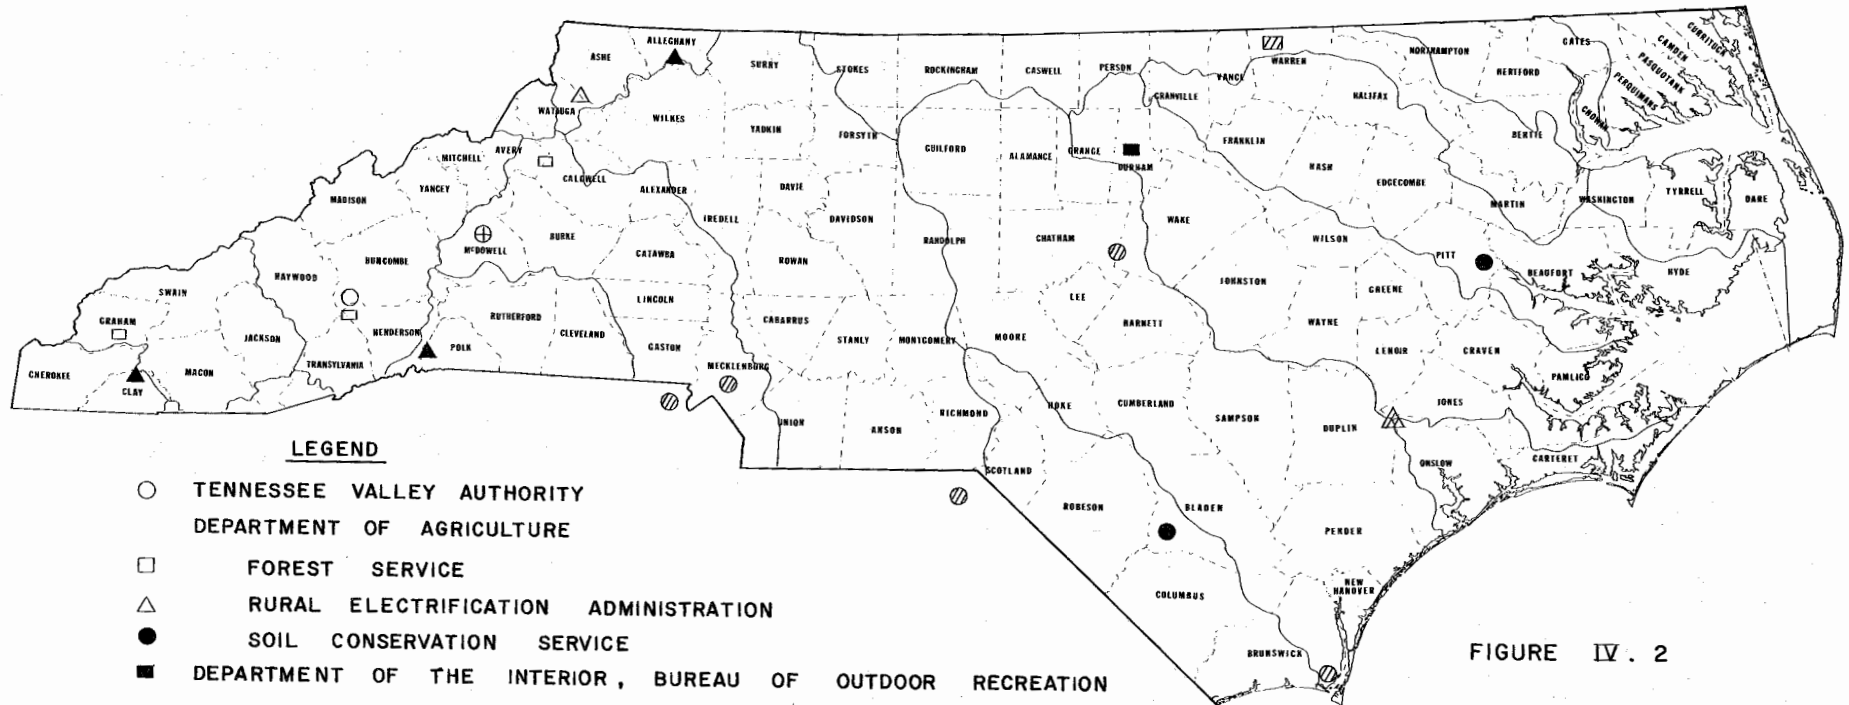 ALLEGHANY
ASHE
SURRY
STOKES
ROCKINGHAM
CASWELL
PERSON
VANCE
WARREN
NORTHAMPTON
GATES
CURRITUCK
CAMDEN
PASQUOTANK
PERQUIMANS
HERTFORD
GRANVILLE
HALIFAX
CHOWAN
WATAUGA
WILKES
YADKIN
FORSYTH
GUILFORD
ALAMANCE
ORANGE
DURHAM
FRANKLIN
NASH
EDGECOMBE
BERTIE
MITCHELL
AVERY
CALDWELL
ALEXANDER
DAVIE
MADISON
YANCEY
IREDELL
DAVIDSON
RANDOLPH
CHATHAM
WAKE
WILSON
PITT
MARTIN
WASHINGTON
TYRRELL
DARE
McDOWELL
BURKE
CATAWBA
ROWAN
HAYWOOD
BUNCOMBE
SWAIN
LINCOLN
LEE
JOHNSTON
GREENE
BEAUFORT
HYDE
GRAHAM
JACKSON
HENDERSON
POLK
RUTHERFORD
CLEVELAND
GASTON
CABARRUS
STANLY
MONTGOMERY
MOORE
HARNETT
WAYNE
LENOIR
CRAVEN
PAMLICO
CHEROKEE
CLAY
MACON
TRANSYLVANIA
MECKLENBURG
UNION
ANSON
RICHMOND
HOKE
CUMBERLAND
SAMPSON
DUPLIN
JONES
ONSLOW
CARTERET
SCOTLAND
ROBESON
BLADEN
PENDER
COLUMBUS
NEW
HANOVER
BRUNSWICK
LEGEND
TENNESSEE VALLEY AUTHORITY
DEPARTMENT OF AGRICULTURE
FOREST SERVICE
RURAL ELECTRIFICATION ADMINISTRATION
SOIL CONSERVATION SERVICE
DEPARTMENT OF THE INTERIOR, BUREAU OF OUTDOOR RECREATION
FIGURE IV. 2